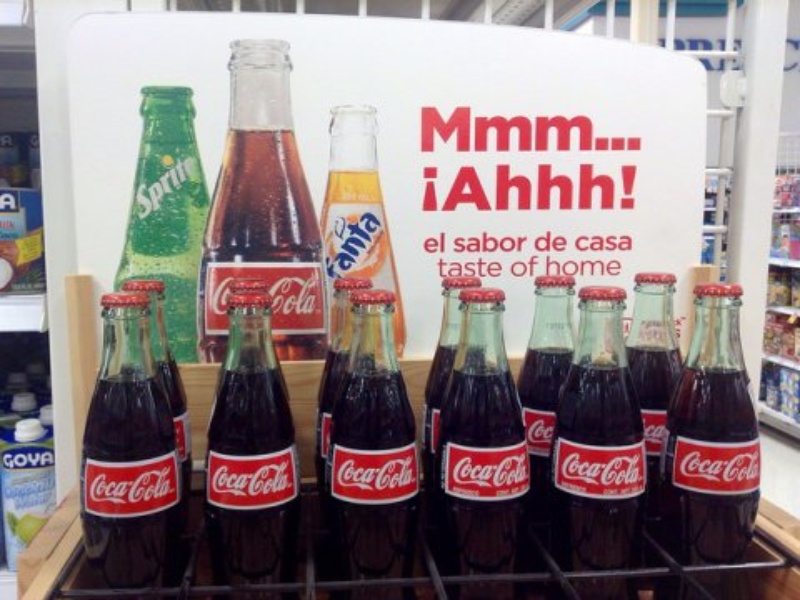 Mmm...
¡Ahhh!
el sabor de casa
taste of home
Sprite
Coca-Cola
Fanta
PRE
GOYA
Coca-Cola
Coca-Cola
Coca-Cola
Coca-Cola
Coca-Cola
Coca-Cola